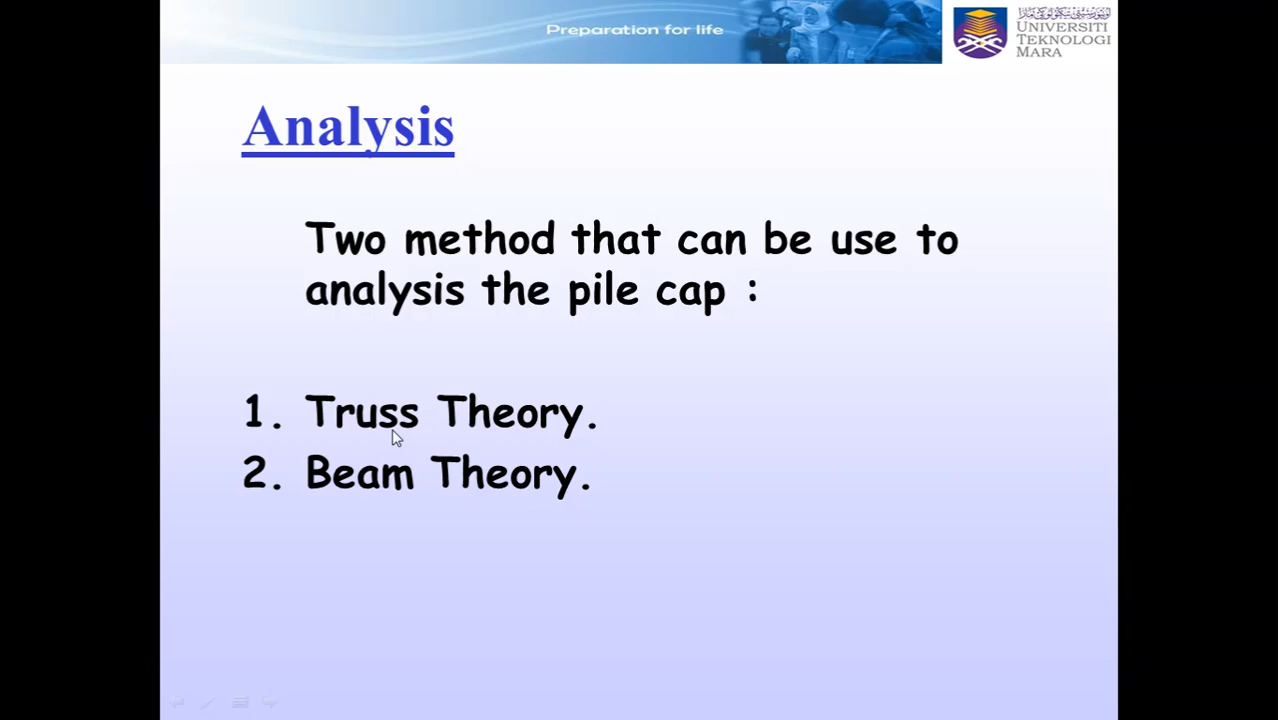 Preparation for life
UNIVERSITI
TEKNOLOGI
MARA
Analysis
Two method that can be use to
analysis the pile cap :
1. Truss Theory.
2. Beam Theory.